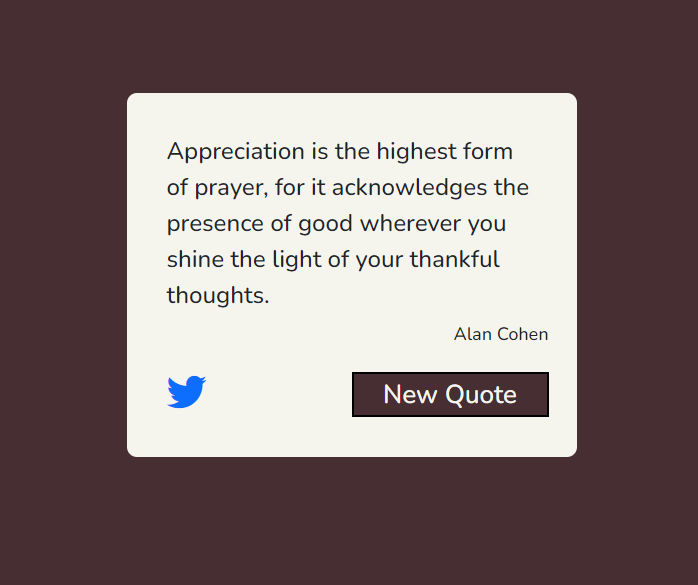 Appreciation is the highest form
of prayer, for it acknowledges the
presence of good wherever you
shine the light of your thankful
thoughts.
Alan Cohen
New Quote